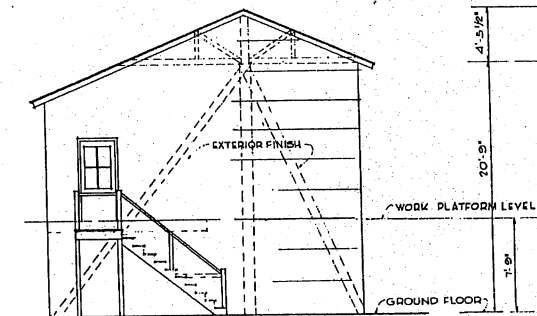 4'-5 1/2"
EXTERIOR FINISH
20'-9"
WORK PLATFORM LEVEL
7'-9"
GROUND FLOOR